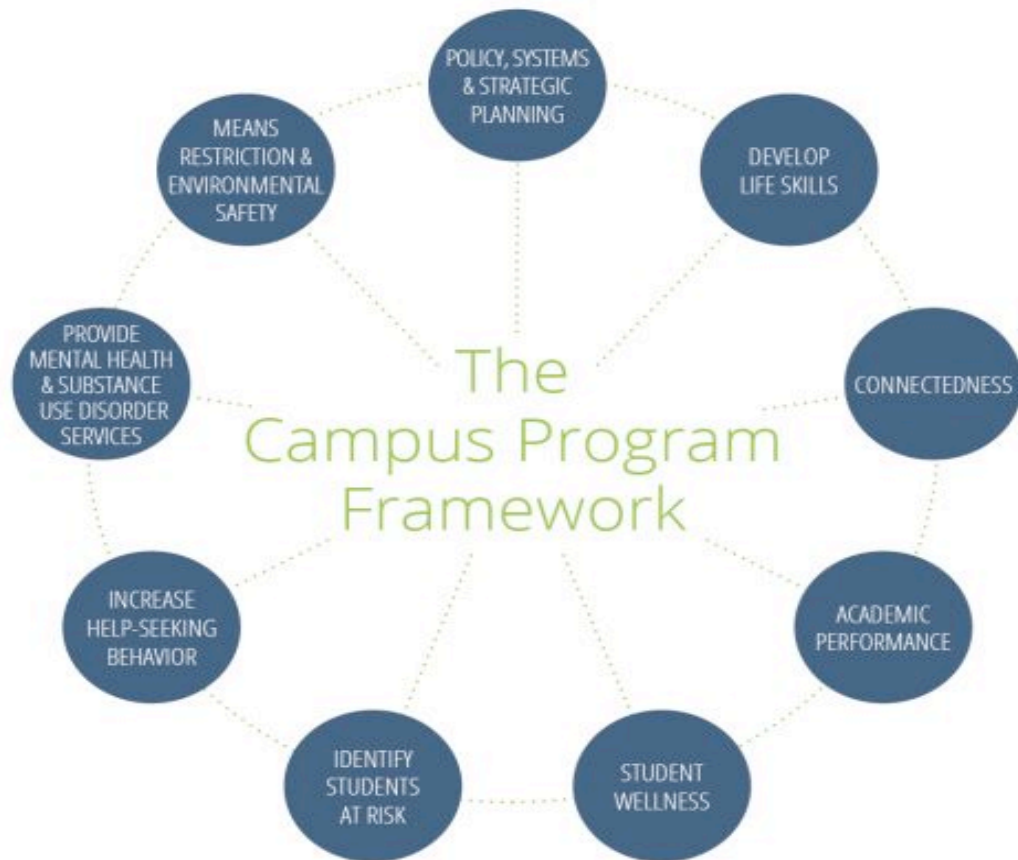 POLICY, SYSTEMS
& STRATEGIC
PLANNING
DEVELOP
LIFE SKILLS
CONNECTEDNESS
ACADEMIC
PERFORMANCE
STUDENT
WELLNESS
IDENTIFY
STUDENTS
AT RISK
INCREASE
HELP-SEEKING
BEHAVIOR
PROVIDE
MENTAL HEALTH
& SUBSTANCE
USE DISORDER
SERVICES
MEANS
RESTRICTION &
ENVIRONMENTAL
SAFETY
The
Campus Program
Framework